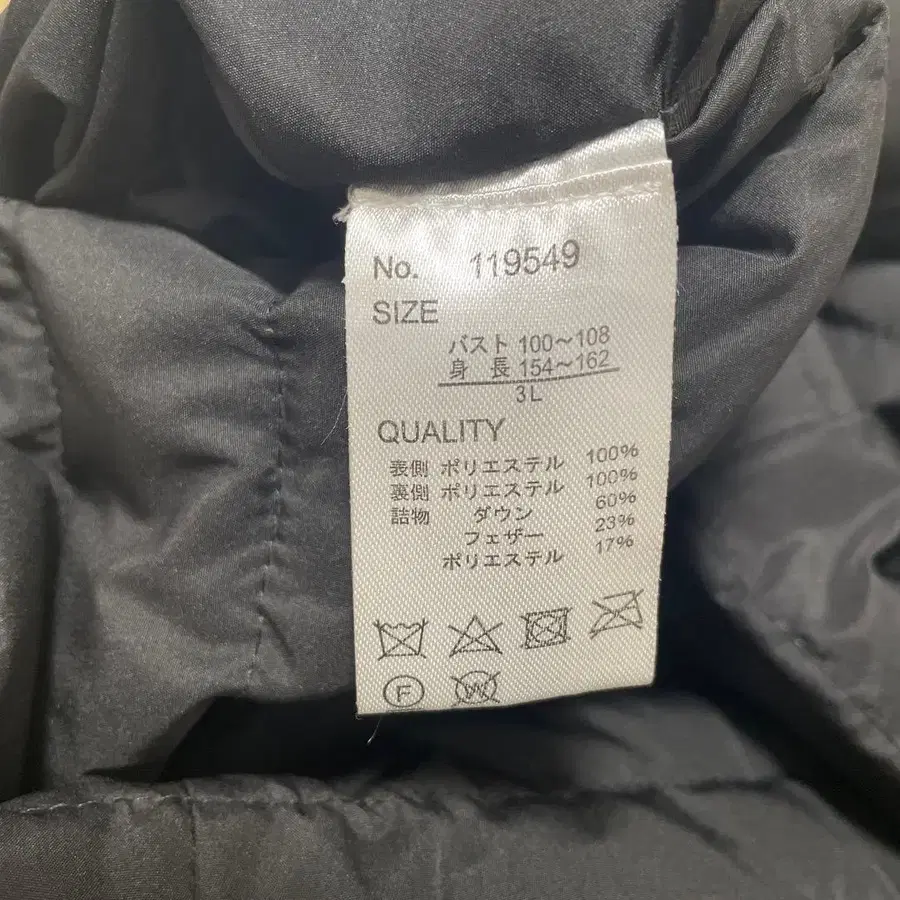 No. 119549
SIZE
バスト 100〜108
身 長 154〜162
3L
QUALITY
表側 ポリエステル 100%
裏側 ポリエステル 100%
詰物 ダウン 60%
フェザー 23%
ポリエステル 17%
F
W